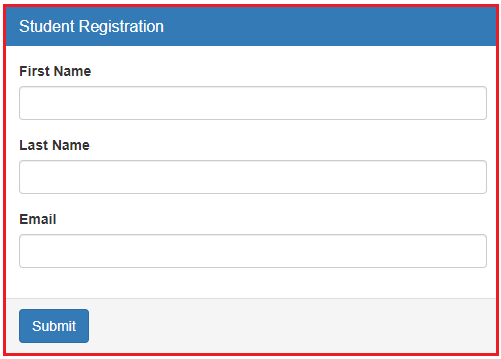 Student Registration
First Name
Last Name
Email
Submit